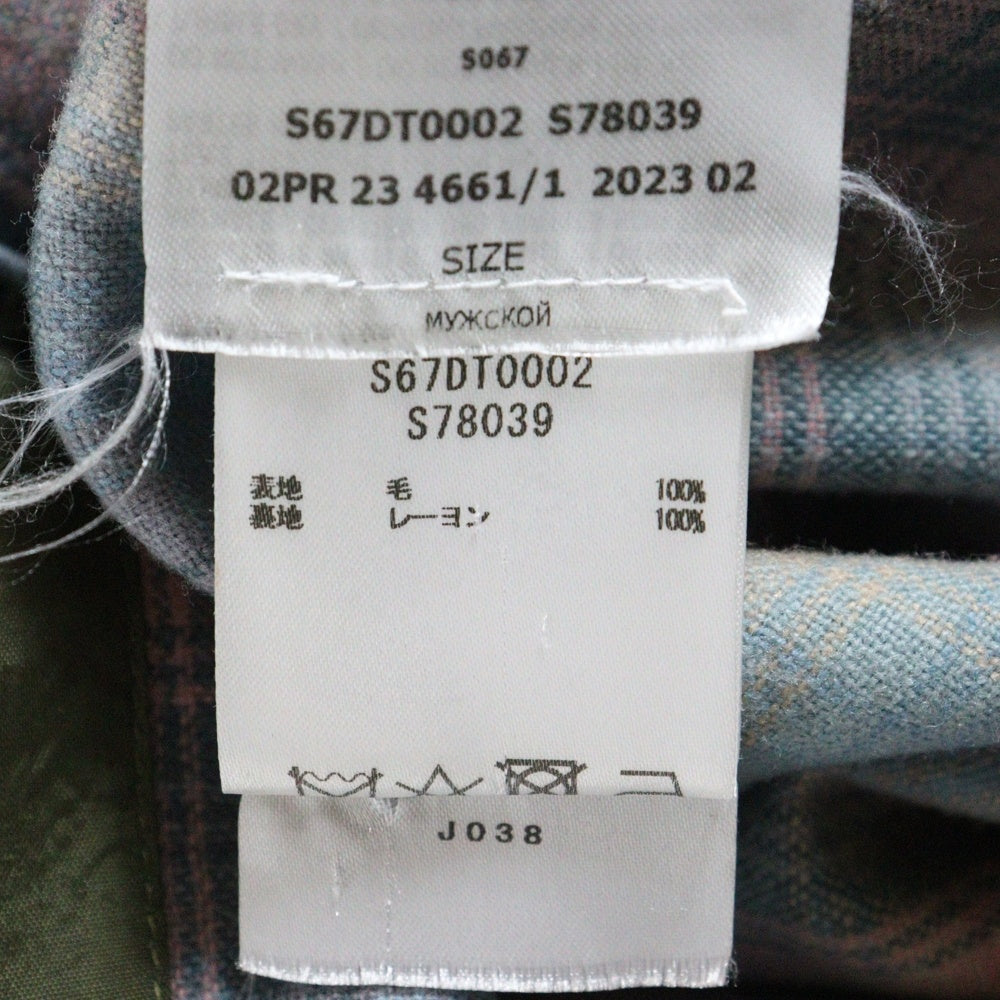 S067
S67DT0002 S78039
02PR 23 4661/1 2023 02
SIZE
МУЖСКОЙ
S67DT0002
S78039
表地 毛 100%
裏地 レーヨン 100%
J038